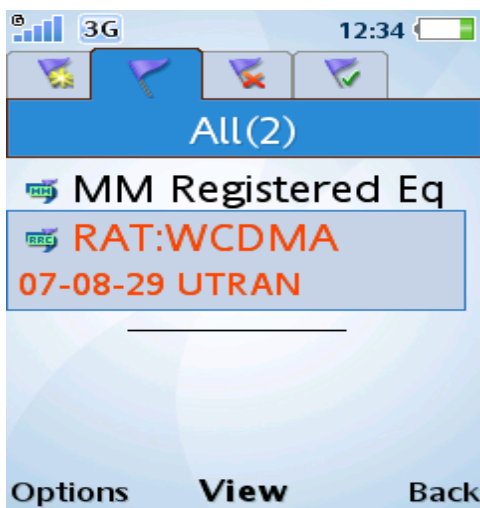 3G 12:34
All(2)
MM Registered Eq
RAT:WCDMA
07-08-29 UTRAN
Options View Back